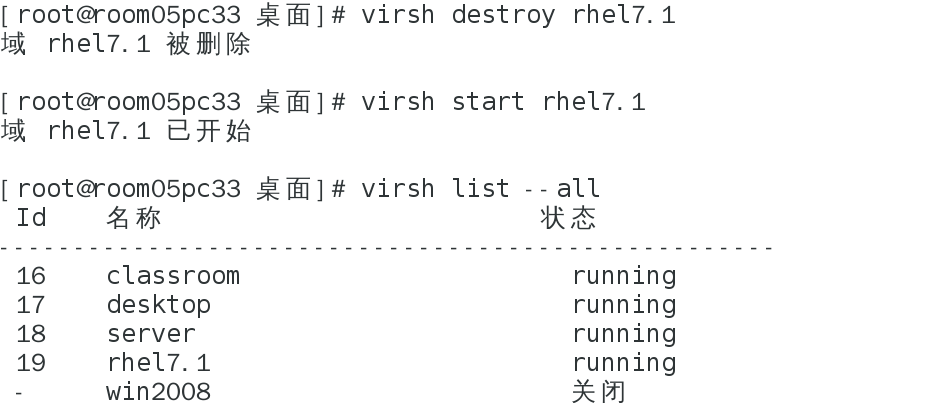 [root@room05pc33 桌面]# virsh destroy rhel7.1
域 rhel7.1 被删除
[root@room05pc33 桌面]# virsh start rhel7.1
域 rhel7.1 已开始
[root@room05pc33 桌面]# virsh list --all
Id 名称 状态
----------------------------------------------------
16 classroom running
17 desktop running
18 server running
19 rhel7.1 running
- win2008 关闭